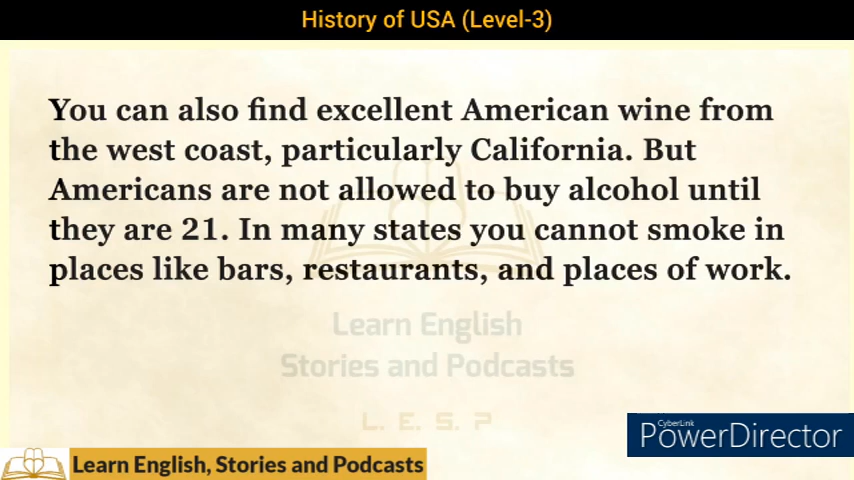 History of USA (Level-3)
You can also find excellent American wine from
the west coast, particularly California. But
Americans are not allowed to buy alcohol until
they are 21. In many states you cannot smoke in
places like bars, restaurants, and places of work.
Learn English
Stories and Podcasts
L. E. S. P
CyberLink
PowerDirector
Learn English, Stories and Podcasts